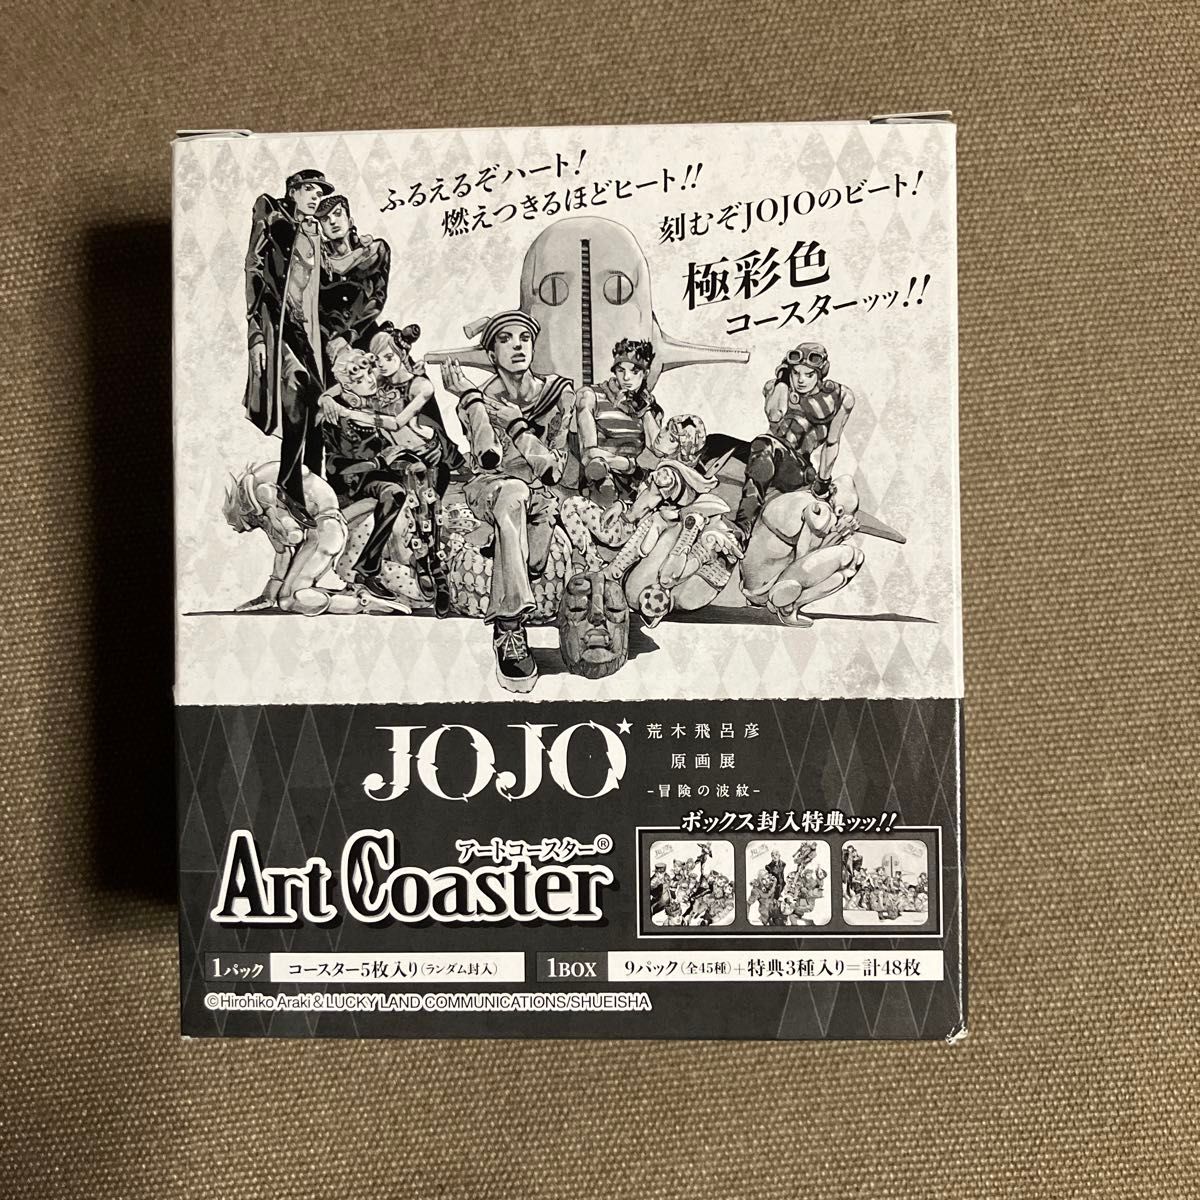 ふるえるぞハート!
燃えつきるほどヒート!!
刻むぞJOJOのビート!
極彩色
コースターッッ!!
JOJO
荒木飛呂彦
原画展
-冒険の波紋-
アートコースター®
Art Coaster
ボックス封入特典ッッ!!
1パック コースター5枚入り(ランダム封入)
1BOX 9パック(全45種)+特典3種入り=計48枚
©Hirohiko Araki & LUCKY LAND COMMUNICATIONS/SHUEISHA